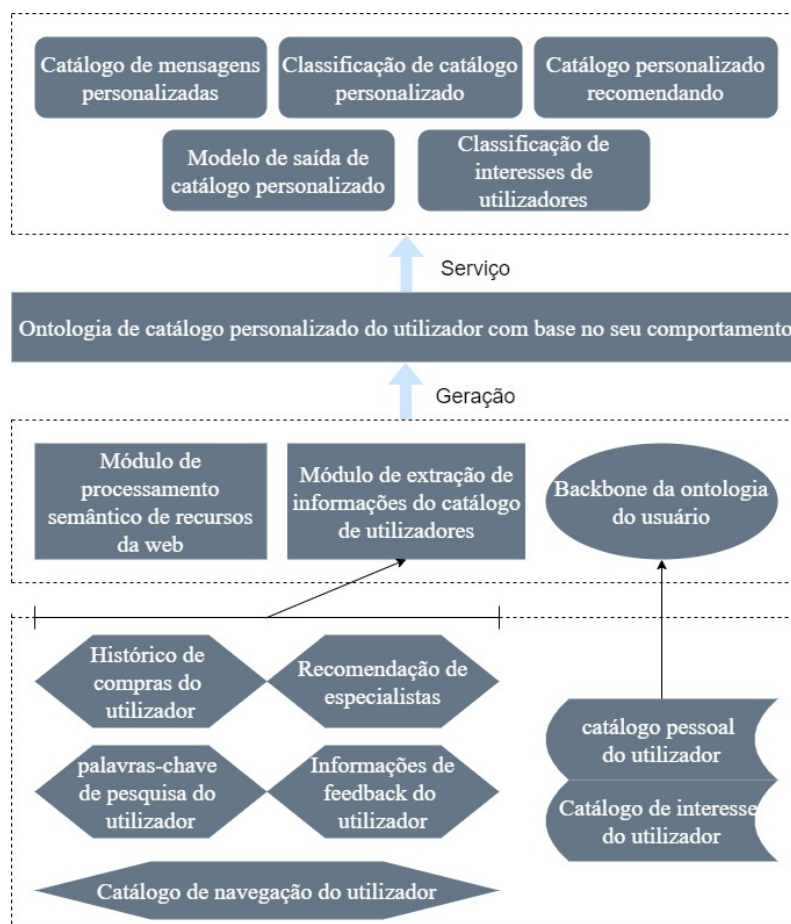 Catálogo de mensagens
personalizadas
Classificação de catálogo
personalizado
Catálogo personalizado
recomendando
Modelo de saída de
catálogo personalizado
Classificação de
interesses de
utilizadores
Serviço
Ontologia de catálogo personalizado do utilizador com base no seu comportamento
Geração
Módulo de
processamento
semântico de recursos
da web
Módulo de extração de
informações do catálogo
de utilizadores
Backbone da ontologia
do usuário
Histórico de
compras do
utilizador
Recomendação de
especialistas
palavras-chave
de pesquisa do
utilizador
Informações de
feedback do
utilizador
Catálogo de navegação do utilizador
catálogo pessoal
do utilizador
Catálogo de interesse
do utilizador